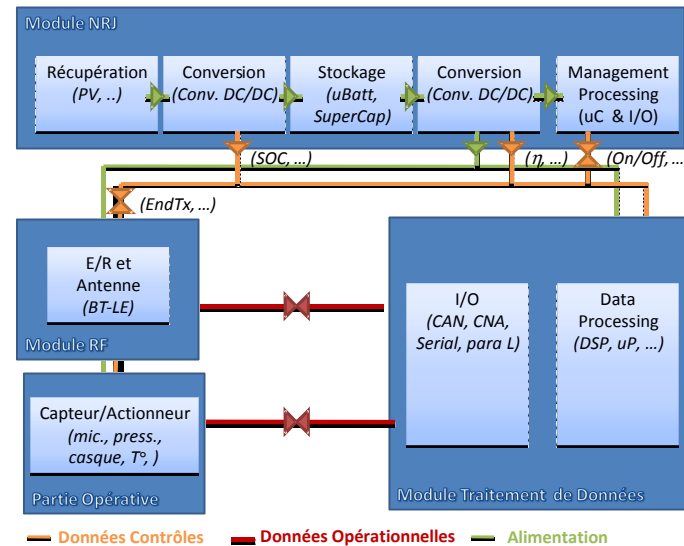 Module NRJ
Récupération
(PV, ..)
Conversion
(Conv. DC/DC)
Stockage
(uBatt,
SuperCap)
Conversion
(Conv. DC/DC)
Management
Processing
(uC & I/O)
(SOC, ...)
(η, ...)
(On/Off, ...
(EndTx, ...)
E/R et
Antenne
(BT-LE)
Module RF
I/O
(CAN, CNA,
Serial, para L)
Data
Processing
(DSP, uP, ...)
Capteur/Actionneur
(mic., press.,
casque, T°, )
Partie Opérative
Module Traitement de Données
Données Contrôles
Données Opérationnelles
Alimentation